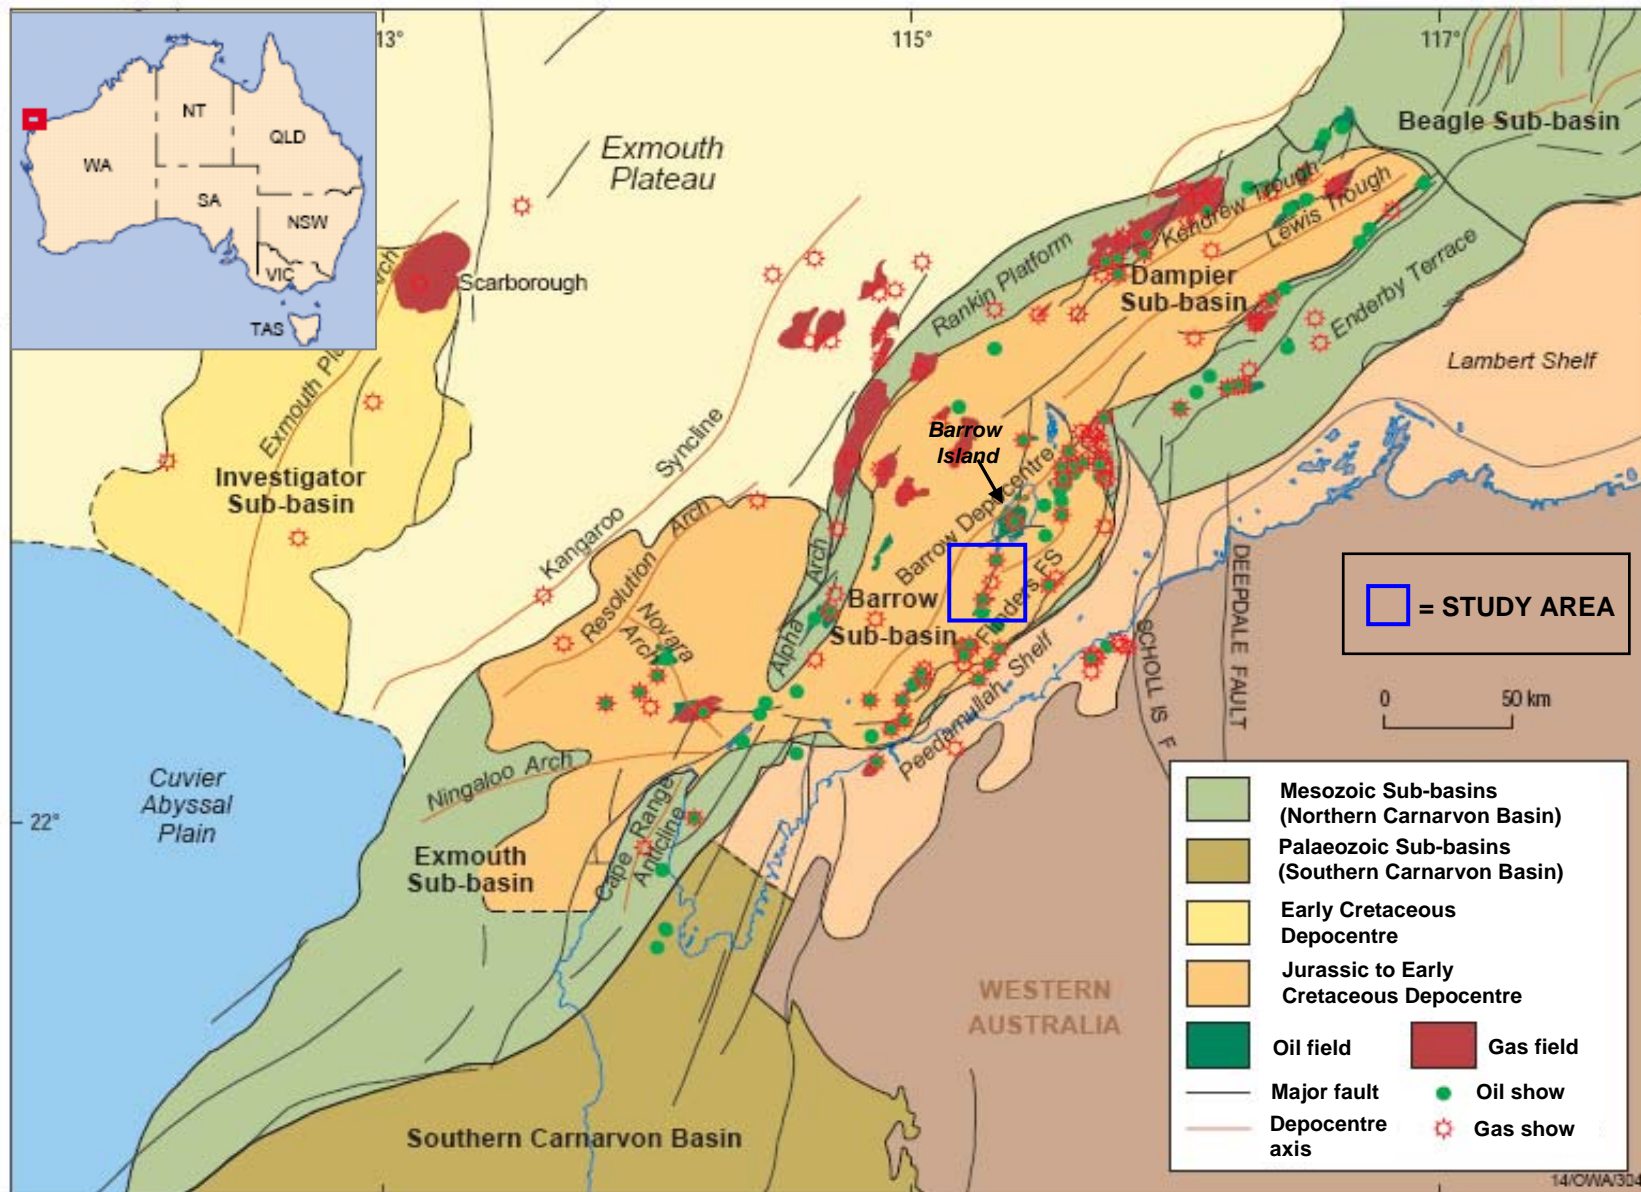 13°
115°
117°
NT
QLD
WA
SA
NSW
VIC
TAS
Exmouth
Plateau
Beagle Sub-basin
Kendrew Trough
Lewis Trough
Rankin Platform
Dampier
Sub-basin
Enderby Terrace
Scarborough
Lambert Shelf
Exmouth Pl
Arch
Investigator
Sub-basin
Kangaroo Syncline
Barrow
Island
Barrow Depocentre
Resolution Arch
Novara
Arch
Alpha Arch
Barrow
Sub-basin
Flinders FS
Peedamullah Shelf
SCHOLL IS F
DEEPDALE FAULT
= STUDY AREA
0 50 km
Cuvier
Abyssal
Plain
Ningaloo Arch
22°
Exmouth
Sub-basin
Cape Range
Anticline
WESTERN
AUSTRALIA
Southern Carnarvon Basin
Mesozoic Sub-basins
(Northern Carnarvon Basin)
Palaeozoic Sub-basins
(Southern Carnarvon Basin)
Early Cretaceous
Depocentre
Jurassic to Early
Cretaceous Depocentre
Oil field
Gas field
Major fault
Oil show
Depocentre
axis
Gas show
14/OWA/304